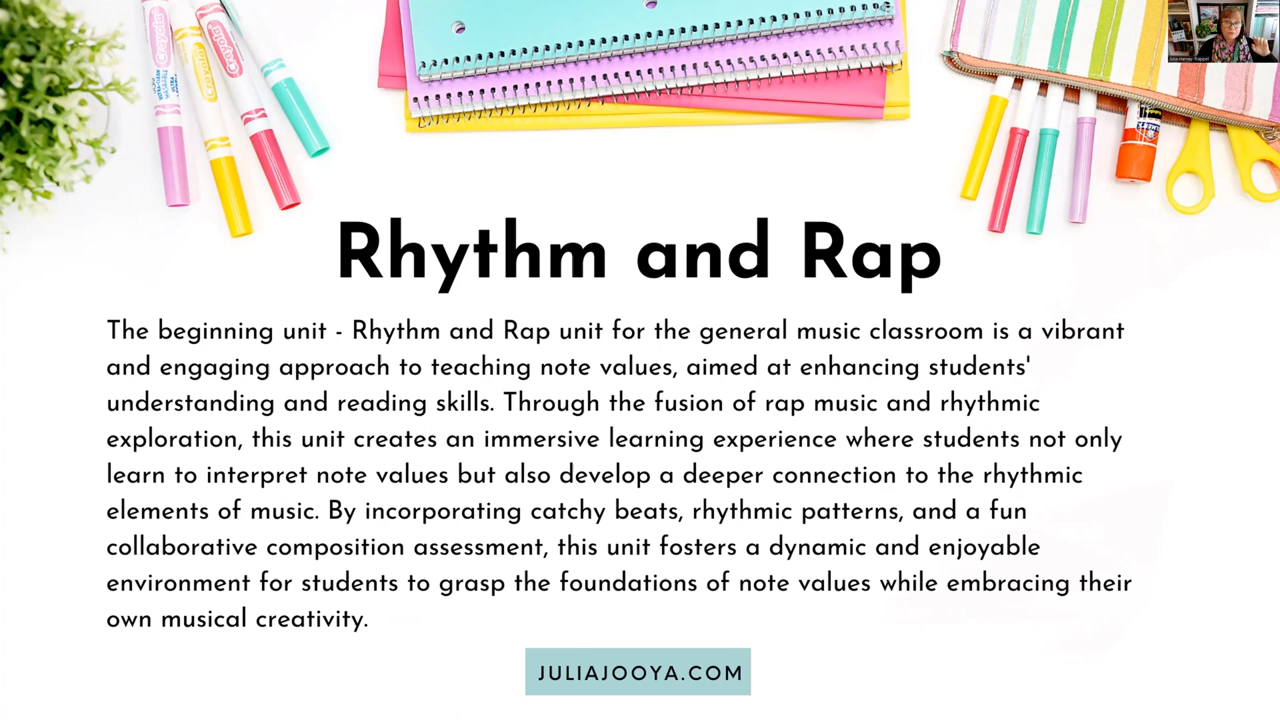 Crayola
Crayola
Crayola
Rhythm and Rap
The beginning unit - Rhythm and Rap unit for the general music classroom is a vibrant
and engaging approach to teaching note values, aimed at enhancing students'
understanding and reading skills. Through the fusion of rap music and rhythmic
exploration, this unit creates an immersive learning experience where students not only
learn to interpret note values but also develop a deeper connection to the rhythmic
elements of music. By incorporating catchy beats, rhythmic patterns, and a fun
collaborative composition assessment, this unit fosters a dynamic and enjoyable
environment for students to grasp the foundations of note values while embracing their
own musical creativity.
JULIAJOOYA.COM